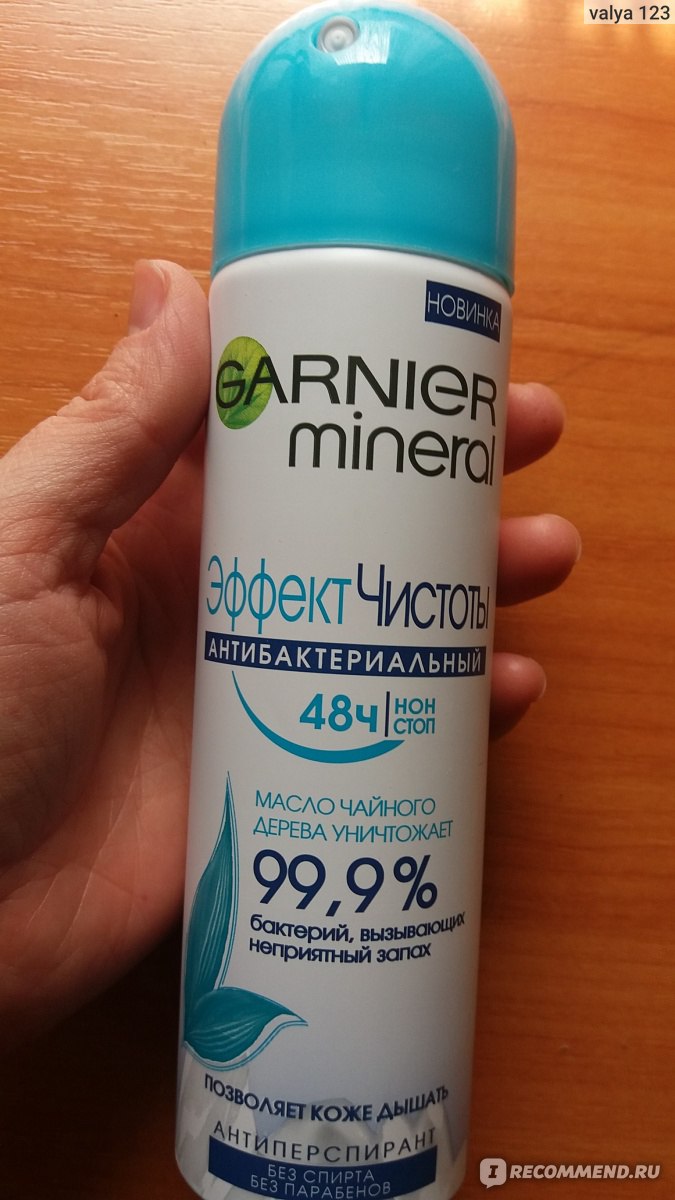 valya 123
НОВИНКА
GARNIER
mineral
Эффект Чистоты
АНТИБАКТЕРИАЛЬНЫЙ
48ч НОН
СТОП
МАСЛО ЧАЙНОГО
ДЕРЕВА УНИЧТОЖАЕТ
99,9%
бактерий, вызывающих
неприятный запах
ПОЗВОЛЯЕТ КОЖЕ ДЫШАТЬ
АНТИПЕРСПИРАНТ
БЕЗ СПИРТА
БЕЗ ПАРАБЕНОВ
IRECOMMEND.RU